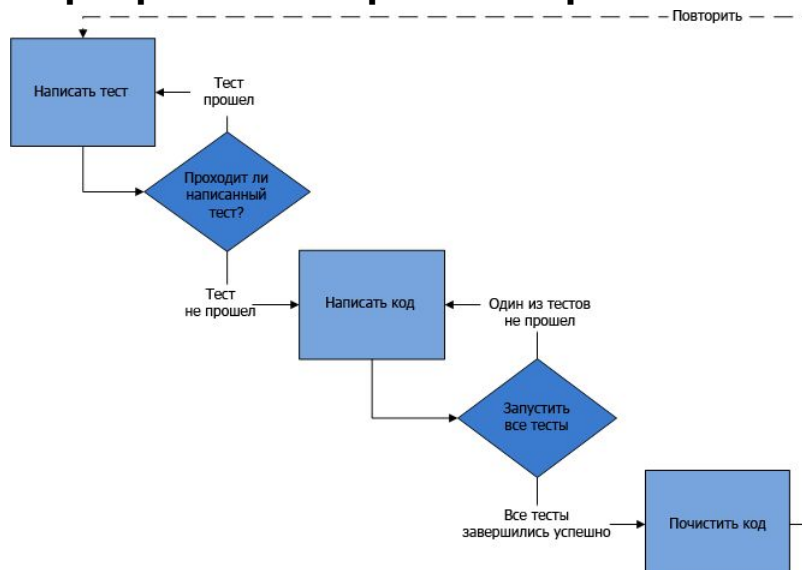 Повторить
Написать тест
Тест
прошел
Проходит ли
написанный
тест?
Тест
не прошел
Написать код
Один из тестов
не прошел
Запустить
все тесты
Все тесты
завершились успешно
Почистить код